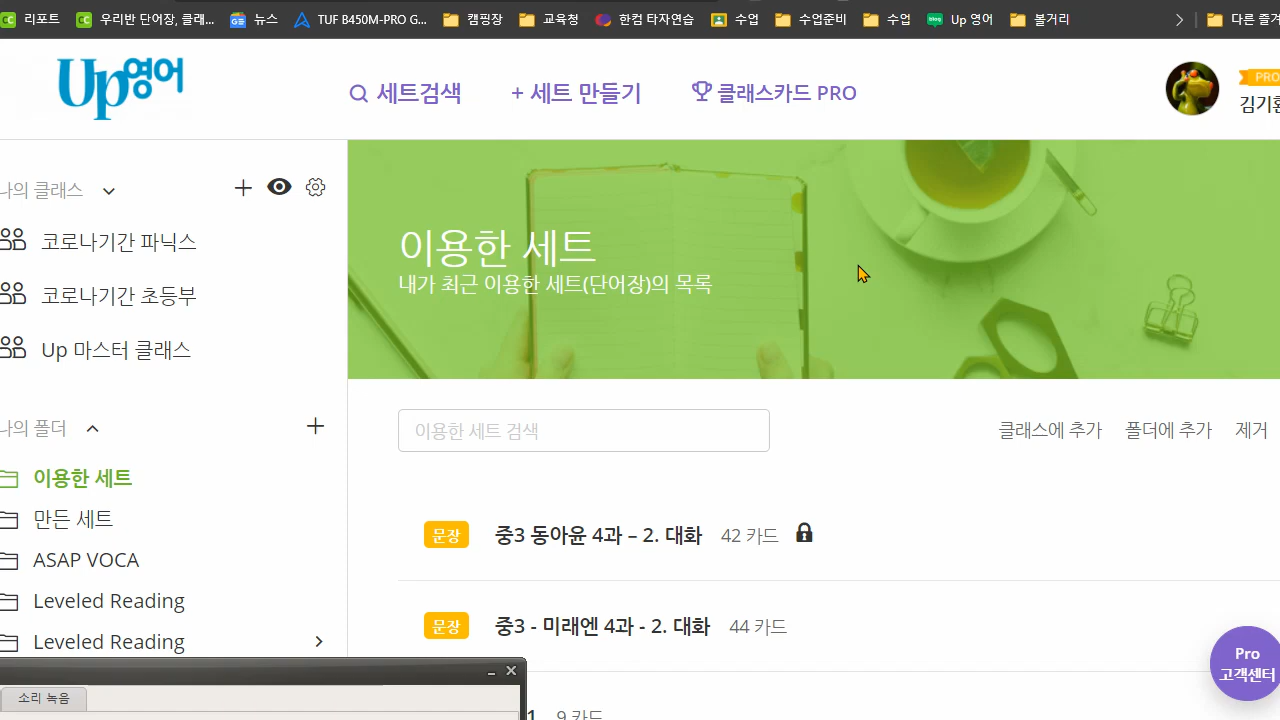 리포트 우리반 단어장, 클래... 뉴스 TUF B450M-PRO G... 캠핑장 교육청 한컴 타자연습 수업 수업준비 수업 Up 영어 볼거리 다른 즐겨
Up영어
세트검색 + 세트 만들기 클래스카드 PRO
PRO
나의 클래스
코로나기간 파닉스
코로나기간 초등부
Up 마스터 클래스
나의 폴더
이용한 세트
만든 세트
ASAP VOCA
Leveled Reading
Leveled Reading
소리 녹음
이용한 세트
내가 최근 이용한 세트(단어장)의 목록
이용한 세트 검색
클래스에 추가 폴더에 추가 제거
문장 중3 동아윤 4과 – 2. 대화 42 카드
문장 중3 - 미래엔 4과 - 2. 대화 44 카드
1 9 카드
Pro
고객센터